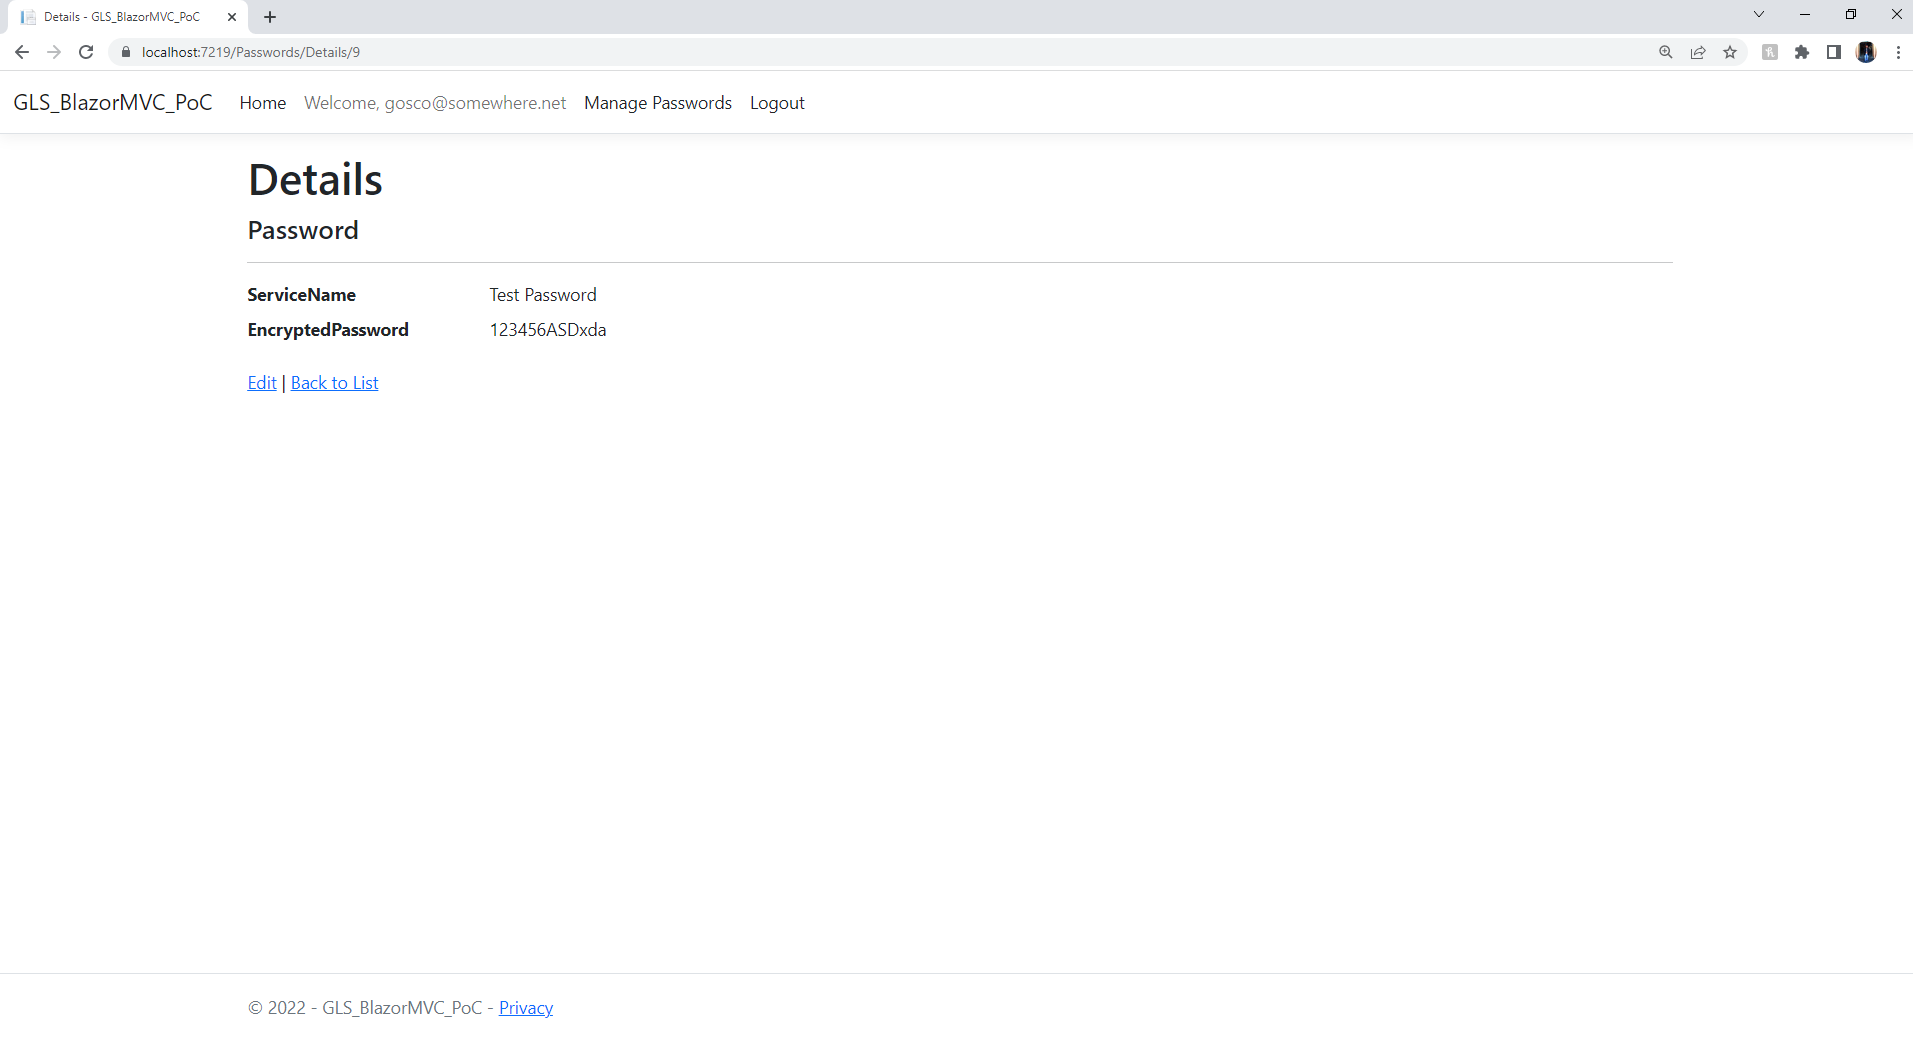 Details - GLS_BlazorMVC_PoC
localhost:7219/Passwords/Details/9
GLS_BlazorMVC_PoC Home Welcome, gosco@somewhere.net Manage Passwords Logout
Details
Password
ServiceName Test Password
EncryptedPassword 123456ASDxda
Edit | Back to List
© 2022 - GLS_BlazorMVC_PoC - Privacy